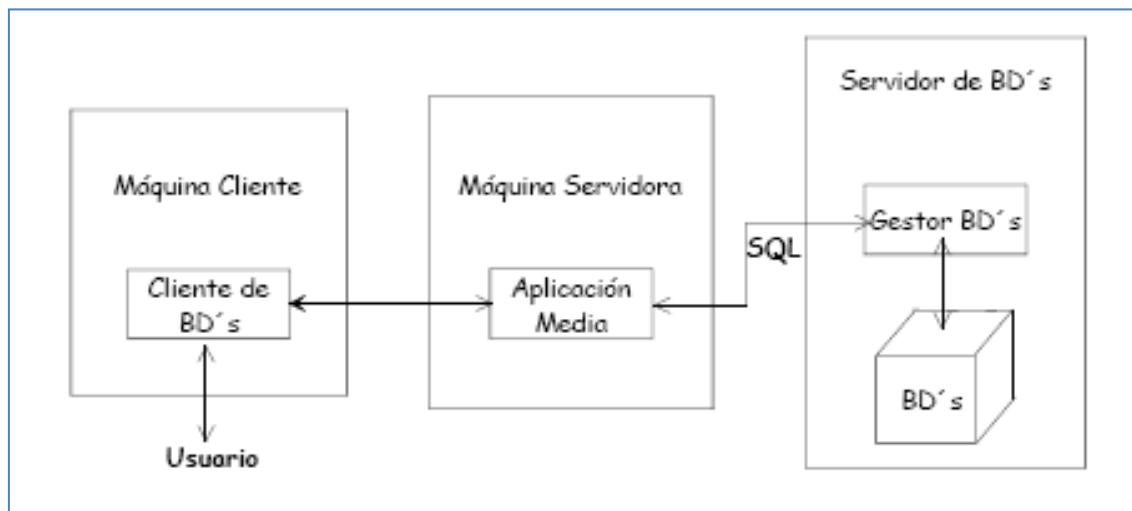 Servidor de BD´s
Máquina Cliente
Máquina Servidora
Gestor BD´s
SQL
Cliente de
BD´s
Aplicación
Media
BD´s
Usuario